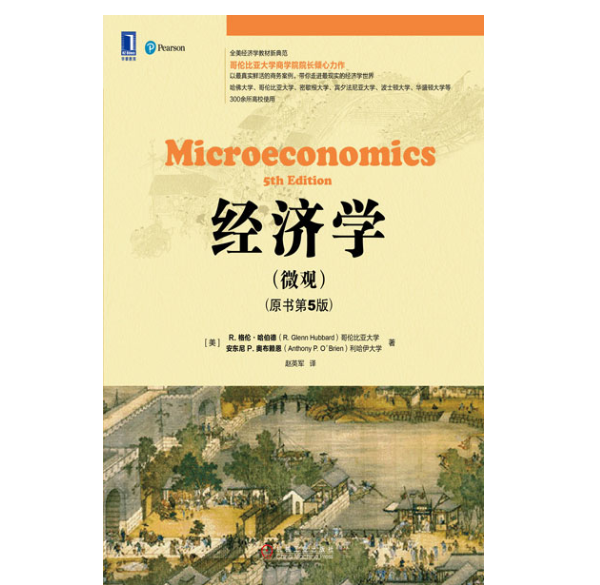 Pearson
全美经济学教材新典范
哥伦比亚大学商学院院长倾心力作
以最真实鲜活的商务案例，带你走进最现实的经济学世界
哈佛大学、哥伦比亚大学、密歇根大学、宾夕法尼亚大学、波士顿大学、华盛顿大学等
300余所高校使用
Microeconomics
5th Edition
经济学
（微观）
（原书第5版）
[美] R. 格伦·哈伯德（R. Glenn Hubbard）哥伦比亚大学
安东尼 P. 奥布赖恩（Anthony P. O'Brien）利哈伊大学 著
赵英军 译